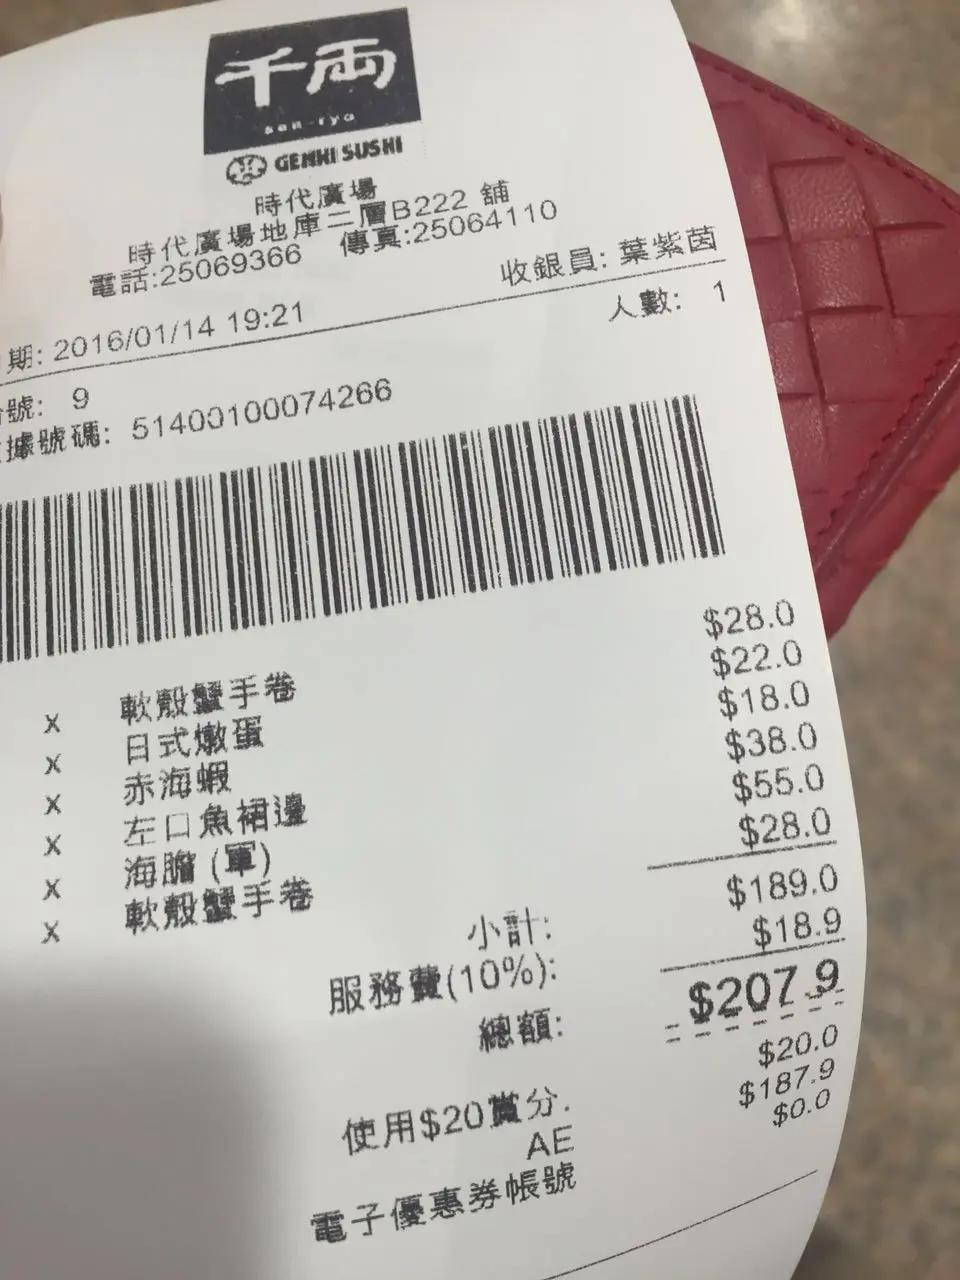 千両
sen-ryo
GENKI SUSHI
時代廣場
時代廣場地庫二層B222 舖
電話:25069366 傳真:25064110
收銀員: 葉紫茵
期: 2016/01/14 19:21
人數: 1
號: 9
據號碼: 51400100074266
x 軟殼蟹手卷 $28.0
x 日式燉蛋 $22.0
x 赤海蝦 $18.0
x 左口魚裙邊 $38.0
x 海膽 (軍) $55.0
x 軟殼蟹手卷 $28.0
小計: $189.0
服務費(10%): $18.9
總額: $207.9
使用$20賞分. $20.0
AE $187.9
電子優惠券帳號 $0.0